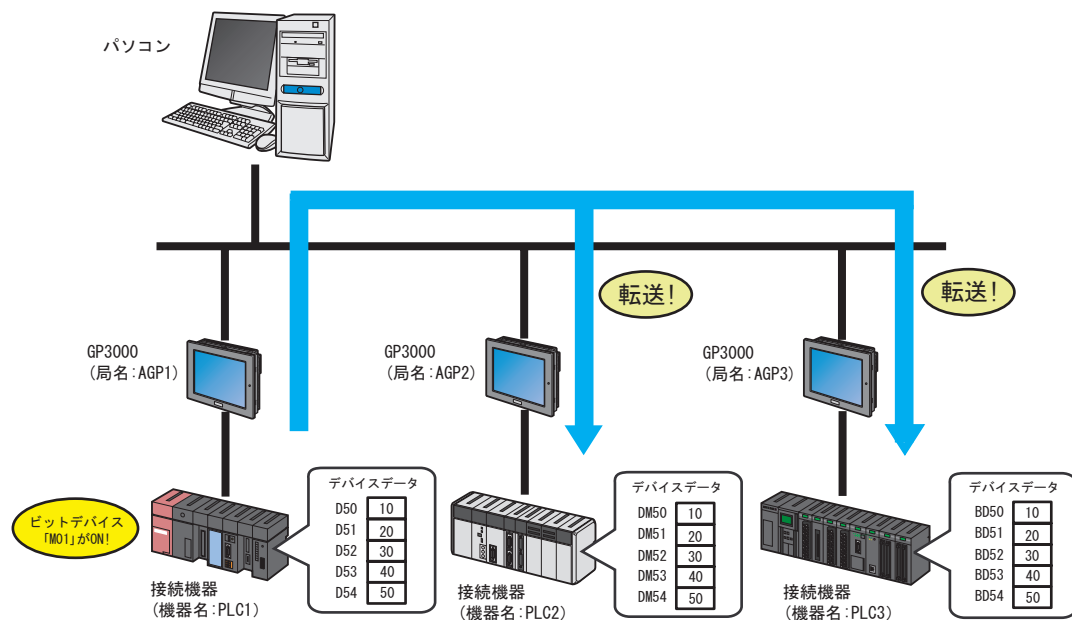 パソコン
転送!
転送!
GP3000
(局名:AGP1)
GP3000
(局名:AGP2)
GP3000
(局名:AGP3)
ビットデバイス
「M01」がON!
デバイスデータ
D50 10
D51 20
D52 30
D53 40
D54 50
接続機器
(機器名:PLC1)
デバイスデータ
DM50 10
DM51 20
DM52 30
DM53 40
DM54 50
接続機器
(機器名:PLC2)
デバイスデータ
BD50 10
BD51 20
BD52 30
BD53 40
BD54 50
接続機器
(機器名:PLC3)